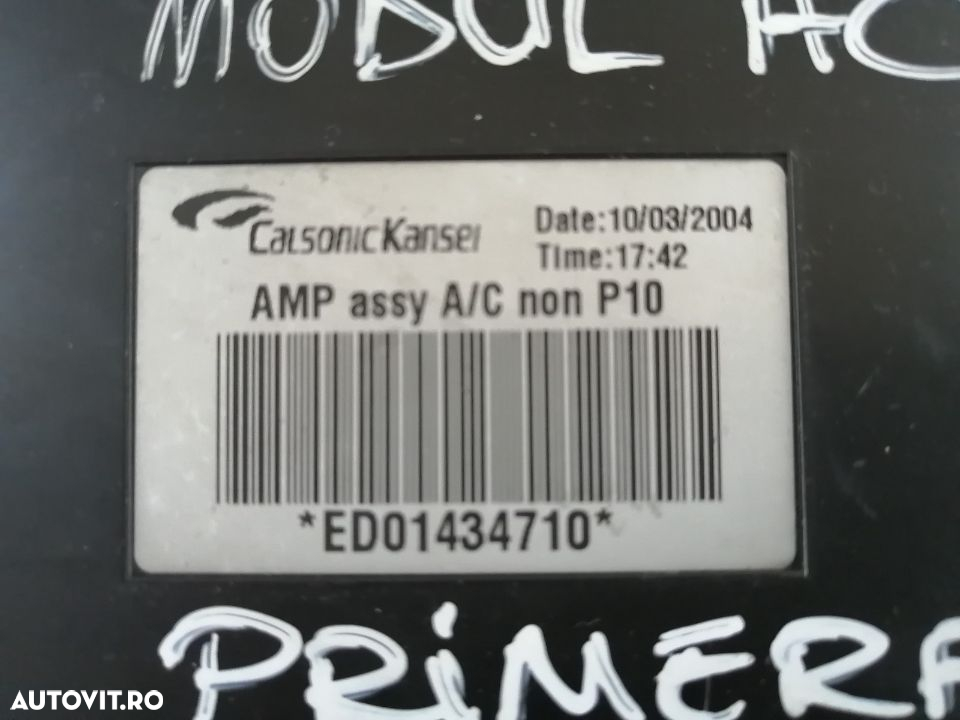 MODUL AC
CalsonicKansei
Date:10/03/2004
Time:17:42
AMP assy A/C non P10
*ED01434710*
PRiMERA
AUTOVIT.RO